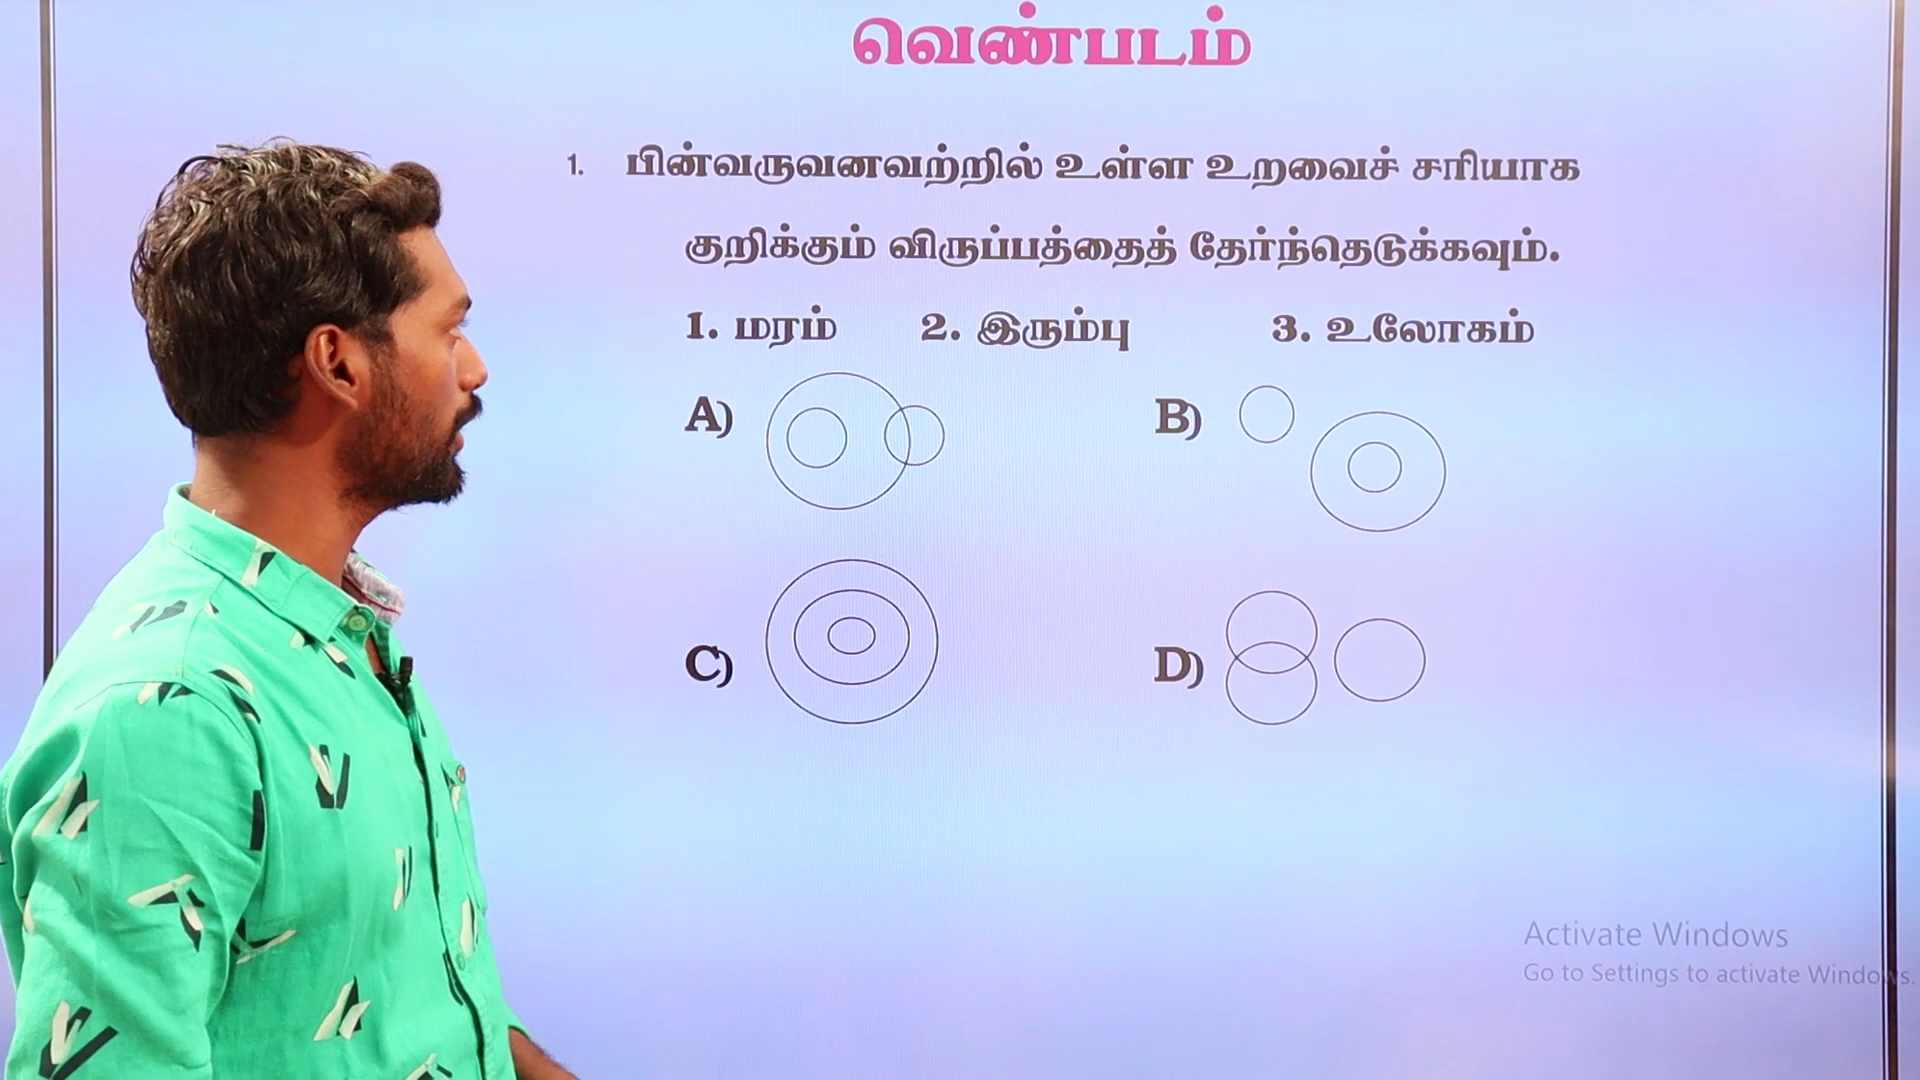 வெண்படம்
1. பின்வருவனவற்றில் உள்ள உறவைச் சரியாக
குறிக்கும் விருப்பத்தைத் தேர்ந்தெடுக்கவும்.
1. மரம் 2. இரும்பு 3. உலோகம்
A) B)
C) D)
Activate Windows
Go to Settings to activate Windows.